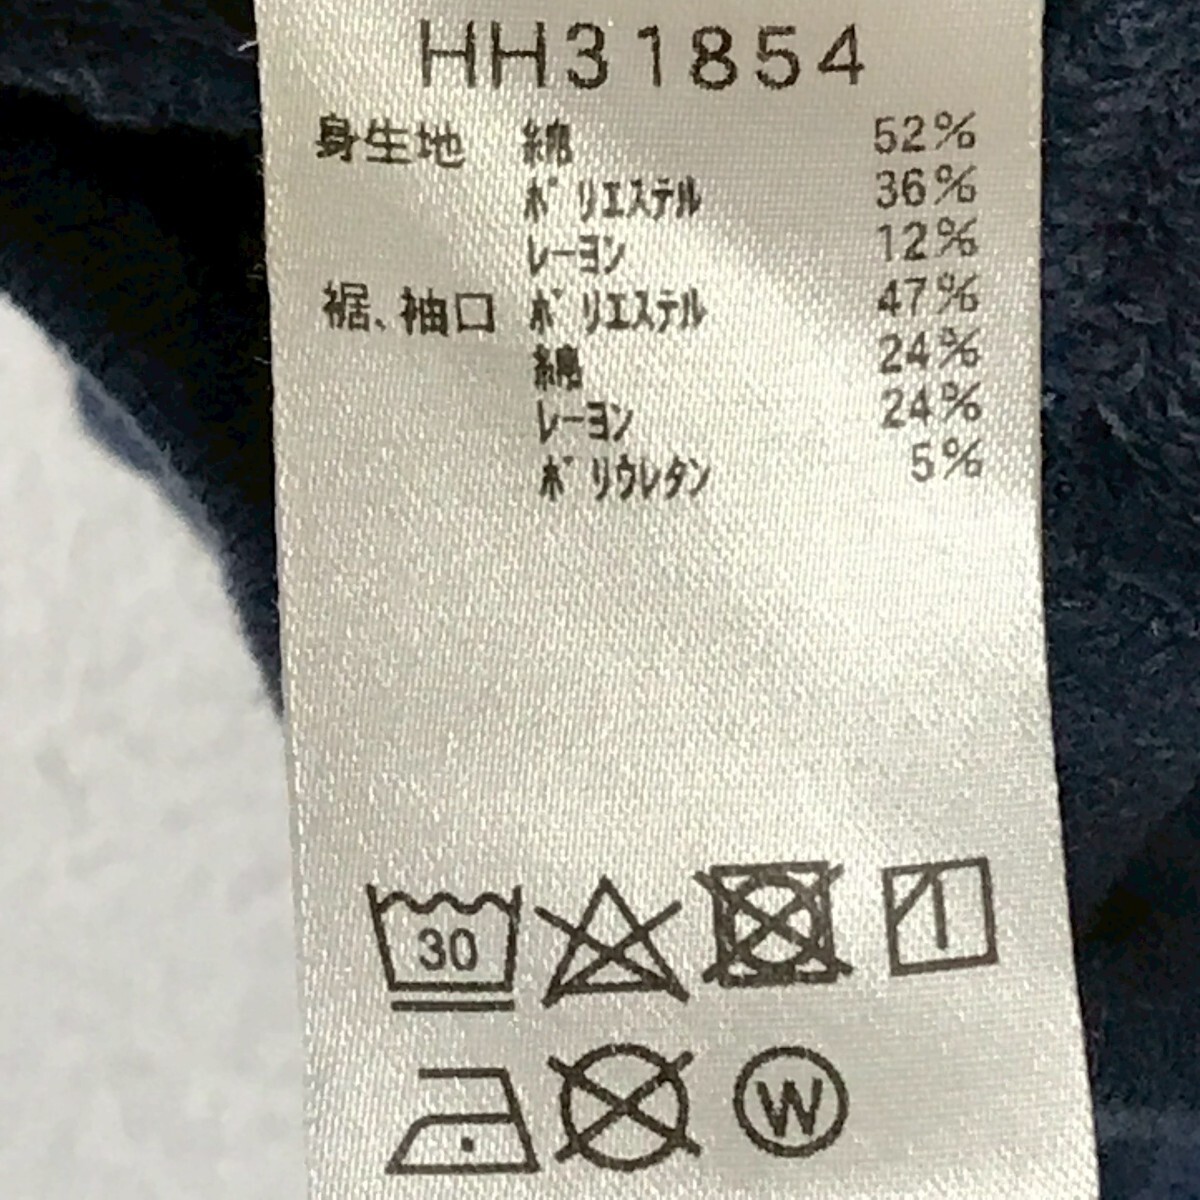 HH31854
身生地 綿 52%
ポリエステル 36%
レーヨン 12%
裾、袖口 ポリエステル 47%
綿 24%
レーヨン 24%
ポリウレタン 5%
30
W